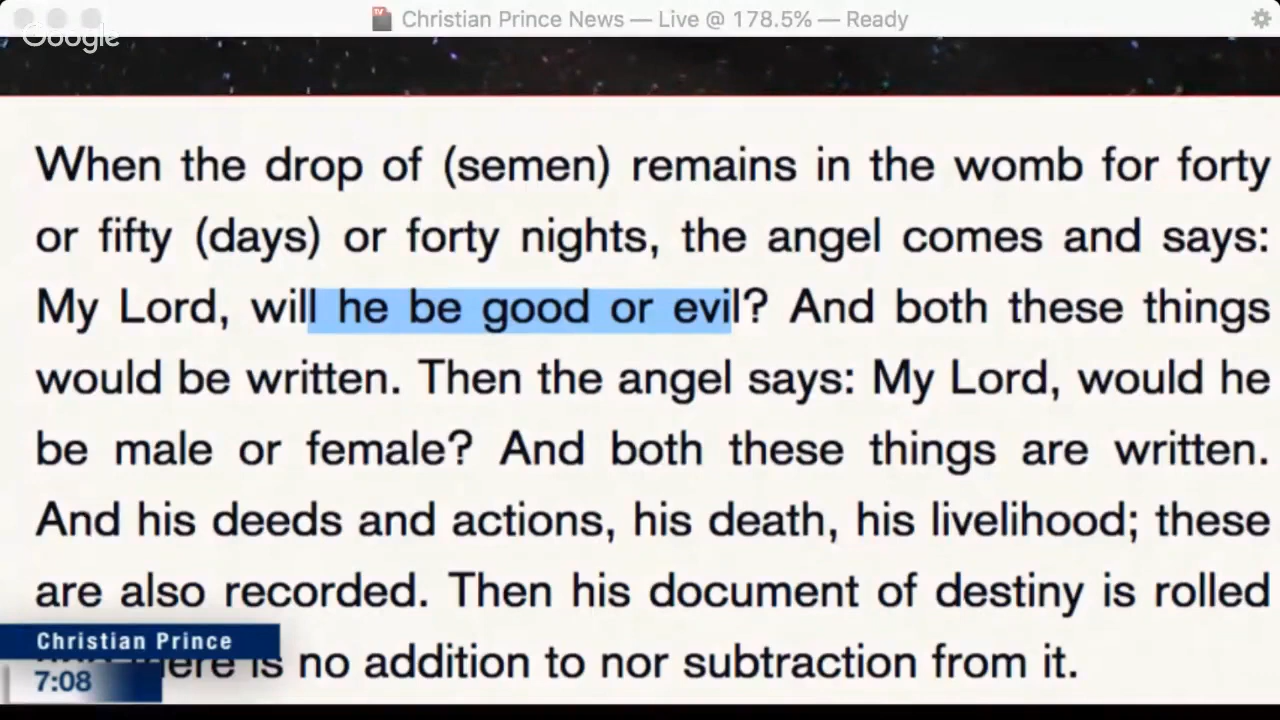 Christian Prince News — Live @ 178.5% — Ready
Google
When the drop of (semen) remains in the womb for forty
or fifty (days) or forty nights, the angel comes and says:
My Lord, will he be good or evil? And both these things
would be written. Then the angel says: My Lord, would he
be male or female? And both these things are written.
And his deeds and actions, his death, his livelihood; these
are also recorded. Then his document of destiny is rolled
there is no addition to nor subtraction from it.
Christian Prince
7:08